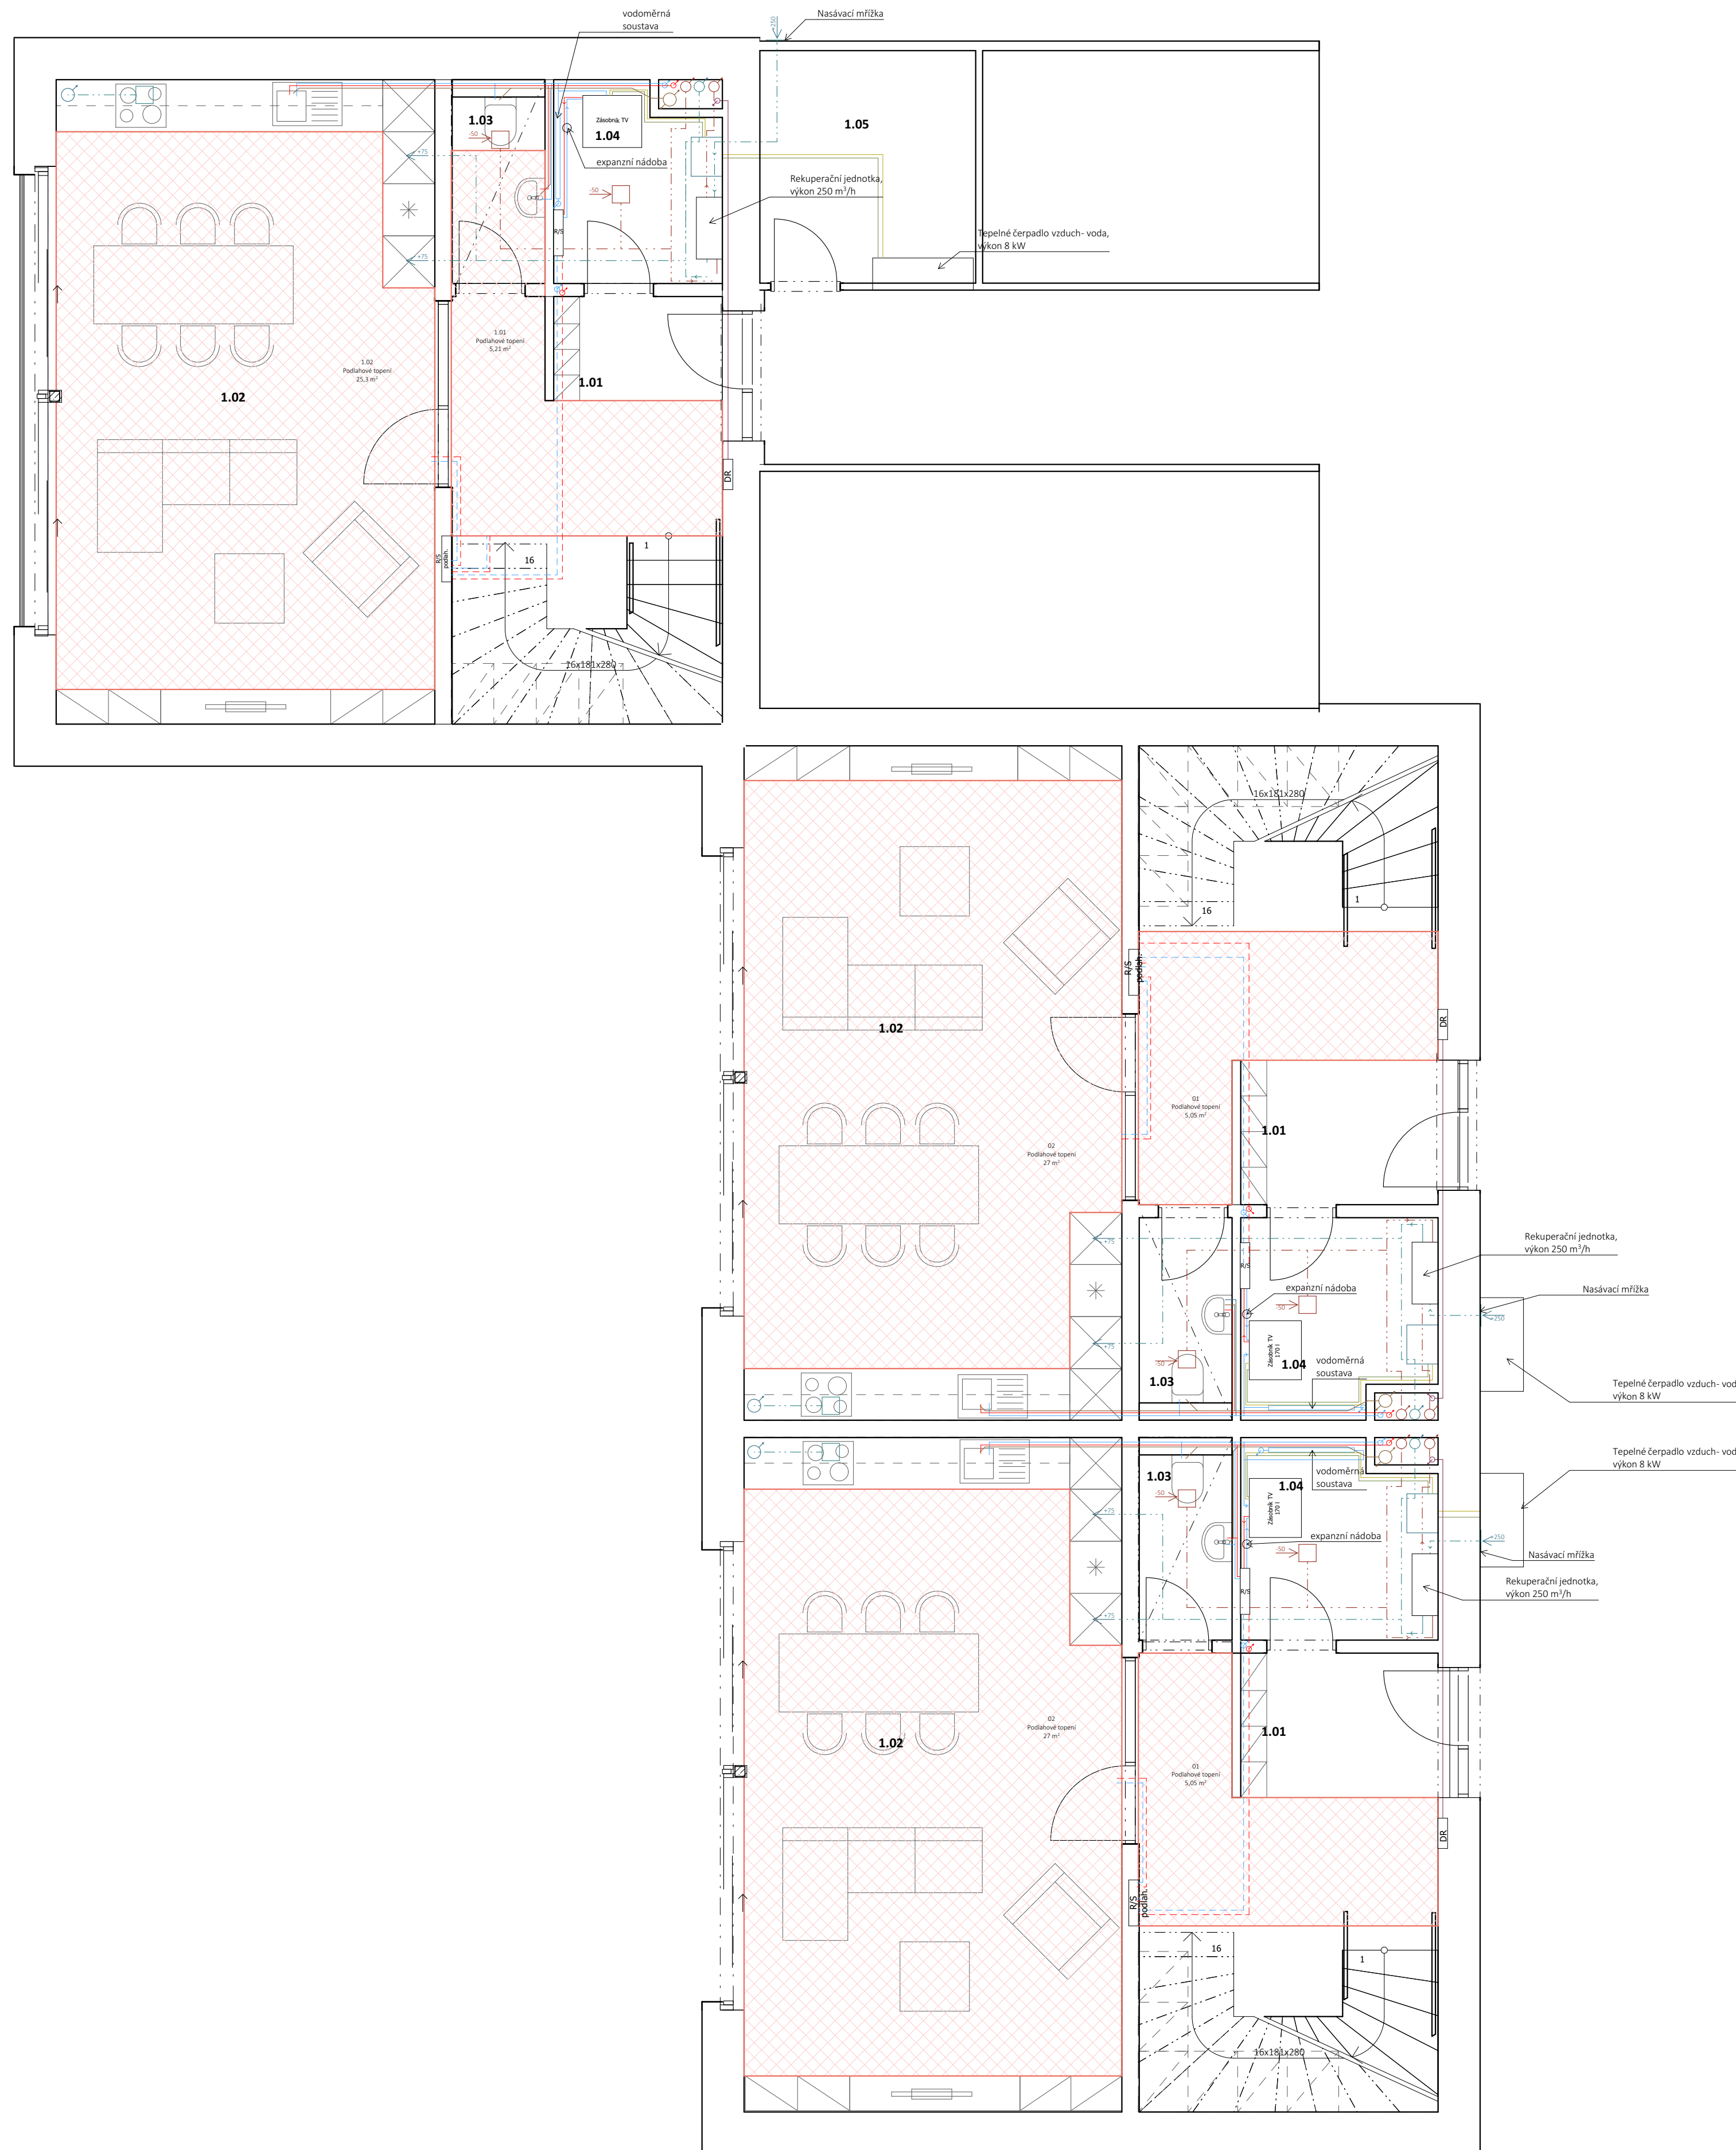 vodoměrná
soustava
Nasávací mřížka
+250
1.03
-50
Zásobník TV
1.04
expanzní nádoba
-50
R/S
+75
+75
1.05
Rekuperační jednotka,
výkon 250 m³/h
Tepelné čerpadlo vzduch- voda,
výkon 8 kW
1.01
Podlahové topení
5,21 m²
1.02
Podlahové topení
25,3 m²
1.01
1.02
DR
R/S
podlah.
16
1
16x181x280
16x181x280
16
1
R/S
podlah.
1.02
DR
01
Podlahové topení
5,05 m²
1.01
02
Podlahové topení
27 m²
+75
R/S
Rekuperační jednotka,
výkon 250 m³/h
expanzní nádoba
Nasávací mřížka
-50
+250
+75
Zásobník TV
170 l
-50
1.04
vodoměrná
soustava
1.03
Tepelné čerpadlo vzduch- vod
výkon 8 kW
Tepelné čerpadlo vzduch- vod
výkon 8 kW
1.03
vodoměrná
soustava
1.04
-50
Zásobník TV
170 l
+75
expanzní nádoba
+250
-50
Nasávací mřížka
R/S
Rekuperační jednotka,
výkon 250 m³/h
+75
02
Podlahové topení
27 m²
1.02
1.01
01
Podlahové topení
5,05 m²
DR
R/S
podlah.
16
1
16x181x280